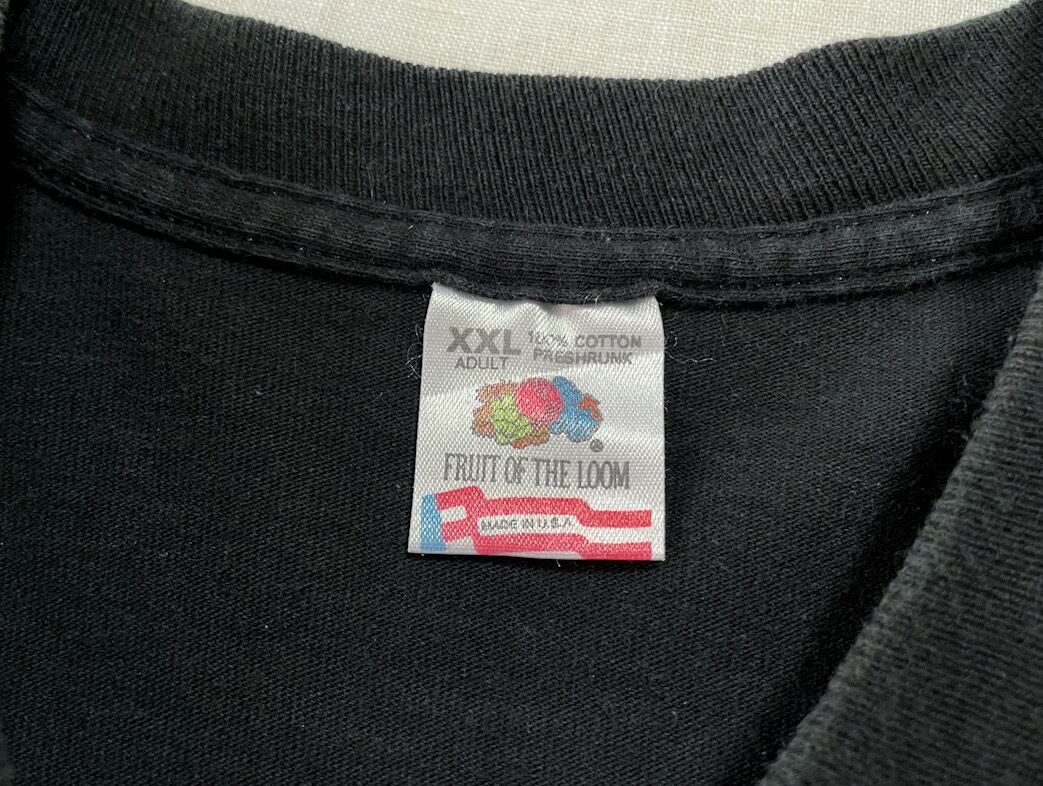 XXL 100% COTTON
ADULT PRESHRUNK
®
FRUIT OF THE LOOM
MADE IN U.S.A.